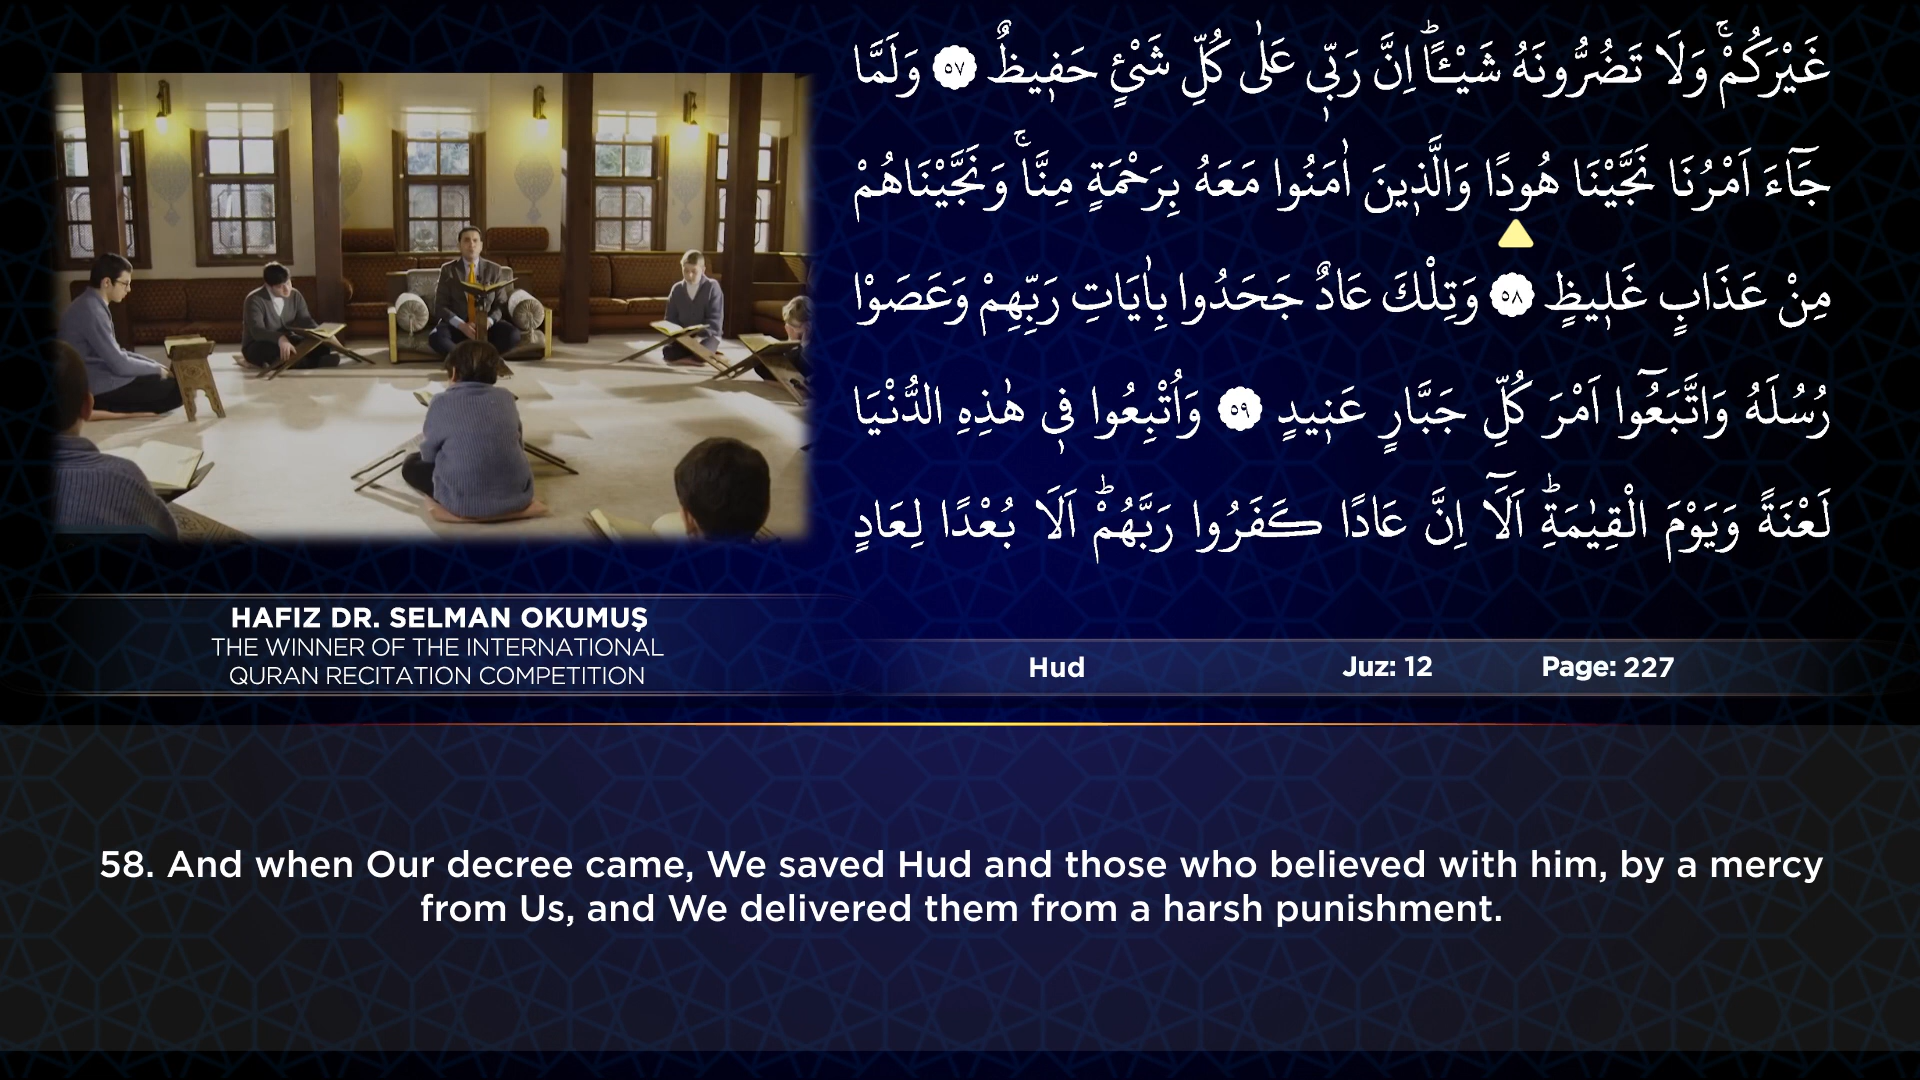 غَيْرَكُمْۚ وَلَا تَضُرُّونَهُ شَيْـًٔاۜ اِنَّ رَبّ۪ي عَلٰى كُلِّ شَيْءٍ حَف۪يظٌ ٥٧ وَلَمَّا
جَٓاءَ اَمْرُنَا نَجَّيْنَا هُودًا وَالَّذ۪ينَ اٰمَنُوا مَعَهُ بِرَحْمَةٍ مِنَّاۚ وَنَجَّيْنَاهُمْ
مِنْ عَذَابٍ غَل۪يظٍ ٥٨ وَتِلْكَ عَادٌ جَحَدُوا بِاٰيَاتِ رَبِّهِمْ وَعَصَوْا
رُسُلَهُ وَاتَّبَعُٓوا اَمْرَ كُلِّ جَبَّارٍ عَن۪يدٍ ٥٩ وَاُتْبِعُوا ف۪ي هٰذِهِ الدُّنْيَا
لَعْنَةً وَيَوْمَ الْقِيٰمَةِۜ اَلَٓا اِنَّ عَادًا كَفَرُوا رَبَّهُمْۜ اَلَا بُعْدًا لِعَادٍ
HAFIZ DR. SELMAN OKUMUŞ
THE WINNER OF THE INTERNATIONAL
QURAN RECITATION COMPETITION
Hud Juz: 12 Page: 227
58. And when Our decree came, We saved Hud and those who believed with him, by a mercy
from Us, and We delivered them from a harsh punishment.